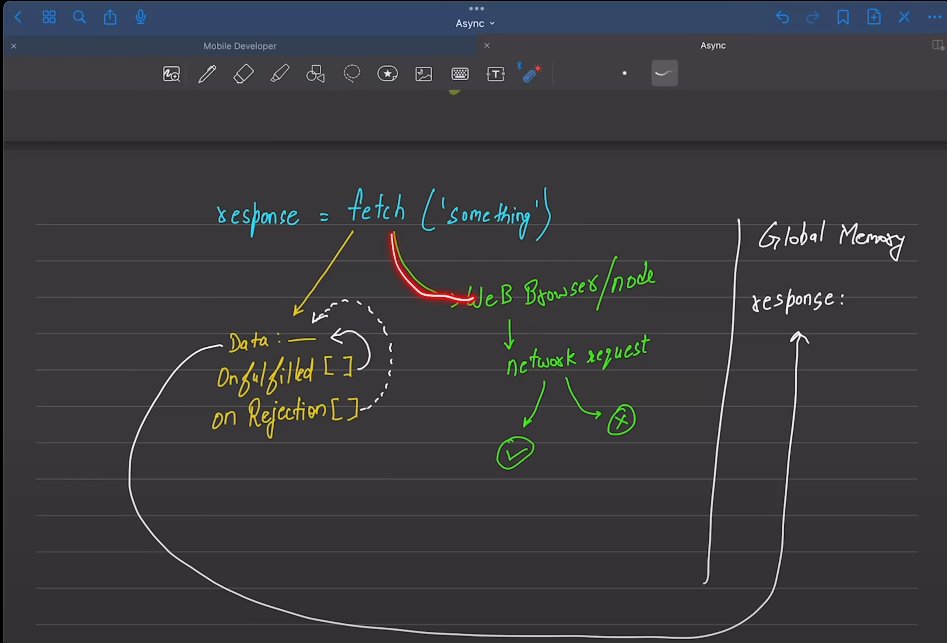 Async
Mobile Developer
Async
T
response = fetch ('something')
Global Memory
WeB Browser/node
response:
Data: —
network request
Onfulfilled [ ]
on Rejection [ ]